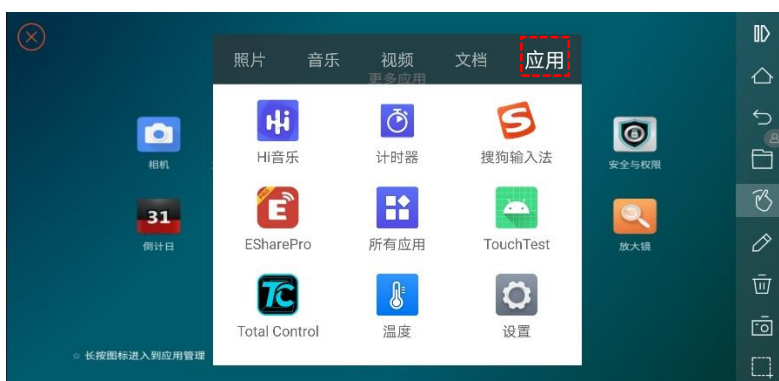 照片 音乐 视频 文档 应用
更多应用
Hi音乐 计时器 搜狗输入法
相机 安全与权限
31
ESharePro 所有应用 TouchTest
倒计日 放大镜
Total Control 温度 设置
☆ 长按图标进入到应用管理